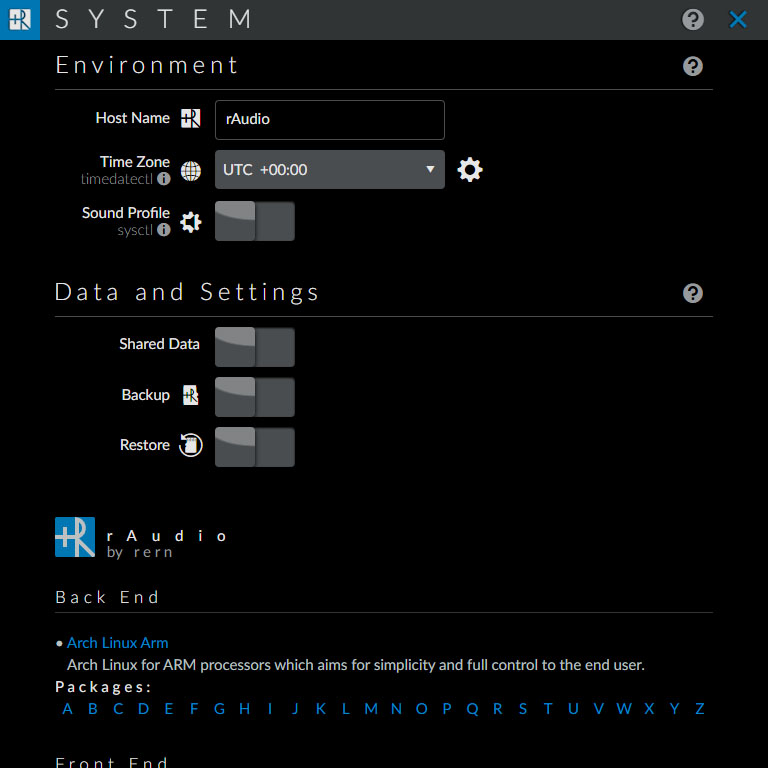 SYSTEM
Environment
Host Name
rAudio
Time Zone
timedatectl
UTC +00:00
Sound Profile
sysctl
Data and Settings
Shared Data
Backup
Restore
rAudio
by rern
Back End
• Arch Linux Arm
Arch Linux for ARM processors which aims for simplicity and full control to the end user.
Packages:
A B C D E F G H I J K L M N O P Q R S T U V W X Y Z
Front End